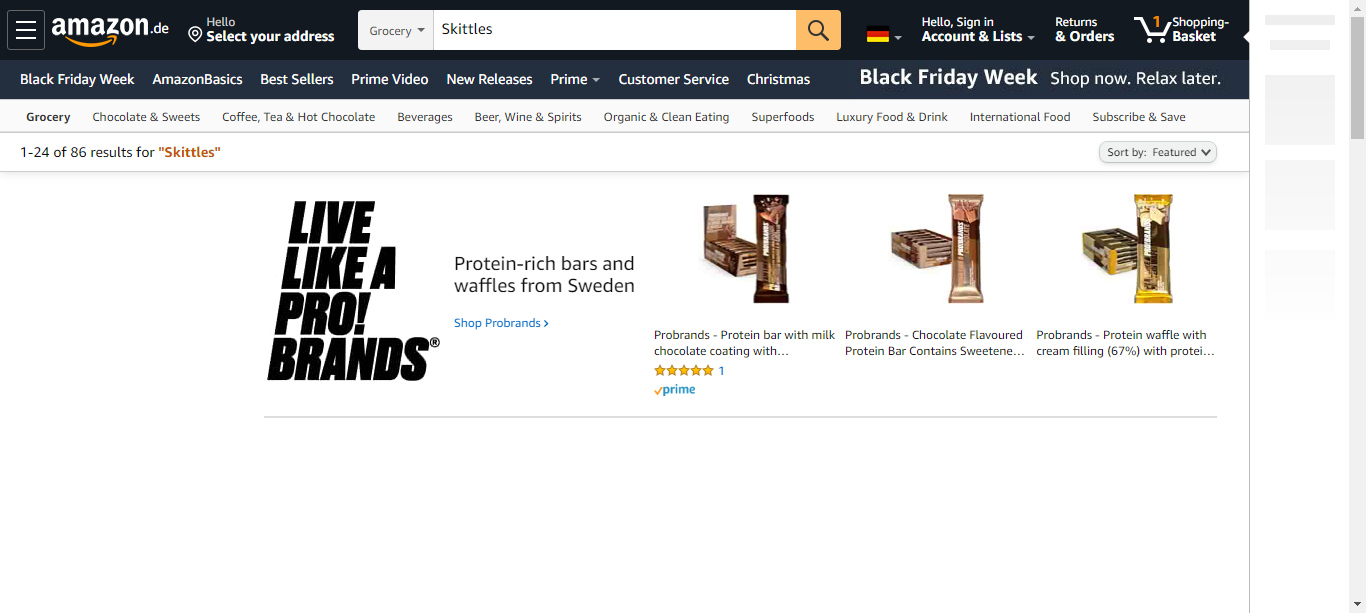 amazon.de
Hello
Select your address
Grocery
Skittles
Hello, Sign in
Account & Lists
Returns
& Orders
1
Shopping-
Basket
Black Friday Week
AmazonBasics
Best Sellers
Prime Video
New Releases
Prime
Customer Service
Christmas
Black Friday Week Shop now. Relax later.
Grocery
Chocolate & Sweets
Coffee, Tea & Hot Chocolate
Beverages
Beer, Wine & Spirits
Organic & Clean Eating
Superfoods
Luxury Food & Drink
International Food
Subscribe & Save
1-24 of 86 results for "Skittles"
Sort by: Featured
LIVE
LIKE A
PRO!
BRANDS®
Protein-rich bars and
waffles from Sweden
Shop Probrands ›
Probrands - Protein bar with milk
chocolate coating with…
1
prime
Probrands - Chocolate Flavoured
Protein Bar Contains Sweetene…
Probrands - Protein waffle with
cream filling (67%) with protei…